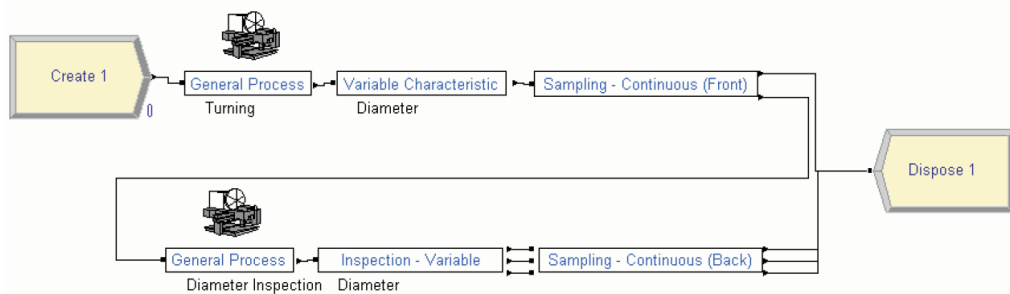 Create 1
0
General Process
Turning
Variable Characteristic
Diameter
Sampling - Continuous (Front)
Dispose 1
General Process
Diameter Inspection
Inspection - Variable
Diameter
Sampling - Continuous (Back)